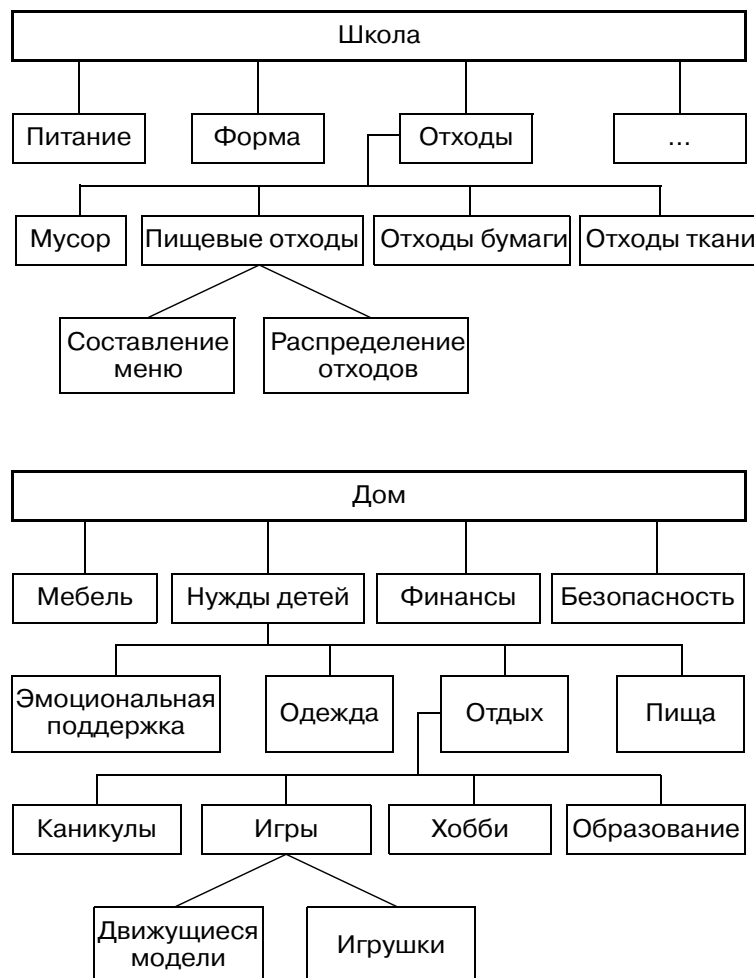 Школа
Питание
Форма
Отходы
...
Мусор
Пищевые отходы
Отходы бумаги
Отходы ткани
Составление
меню
Распределение
отходов
Дом
Мебель
Нужды детей
Финансы
Безопасность
Эмоциональная
поддержка
Одежда
Отдых
Пища
Каникулы
Игры
Хобби
Образование
Движущиеся
модели
Игрушки